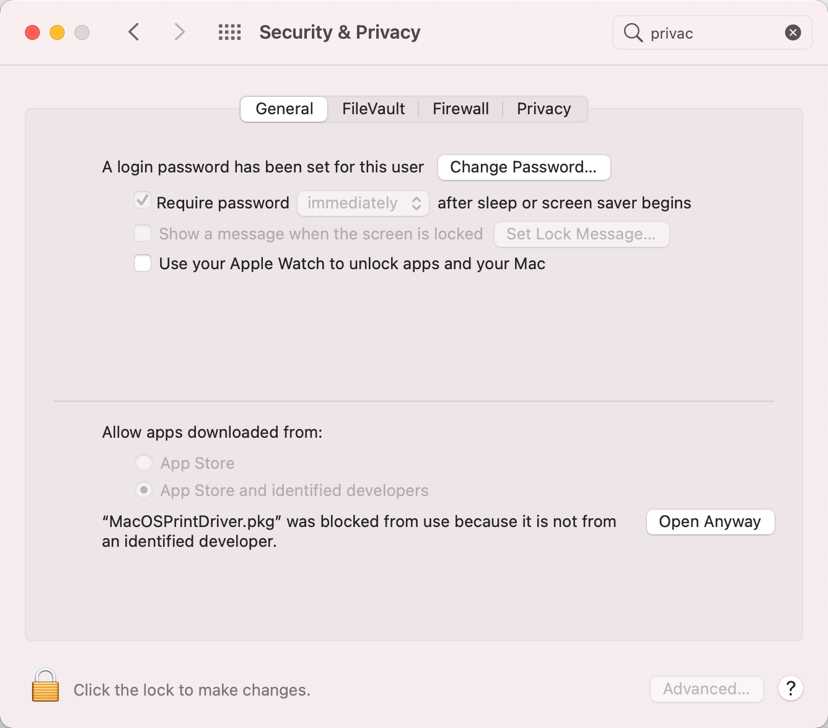 Security & Privacy
privac
General FileVault Firewall Privacy
A login password has been set for this user Change Password...
Require password immediately after sleep or screen saver begins
Show a message when the screen is locked Set Lock Message...
Use your Apple Watch to unlock apps and your Mac
Allow apps downloaded from:
App Store
App Store and identified developers
“MacOSPrintDriver.pkg” was blocked from use because it is not from Open Anyway
an identified developer.
Click the lock to make changes. Advanced... ?